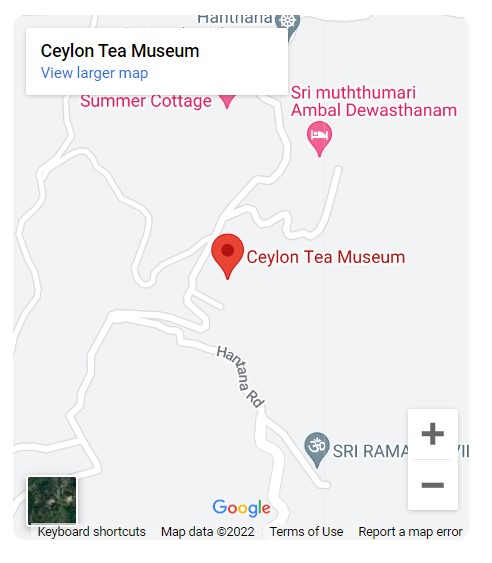 Hanthana
Ceylon Tea Museum
View larger map
Summer Cottage
Sri muththumari
Ambal Dewasthanam
Ceylon Tea Museum
Hantana Rd
SRI RAMA
Google
Keyboard shortcuts
Map data ©2022
Terms of Use
Report a map error